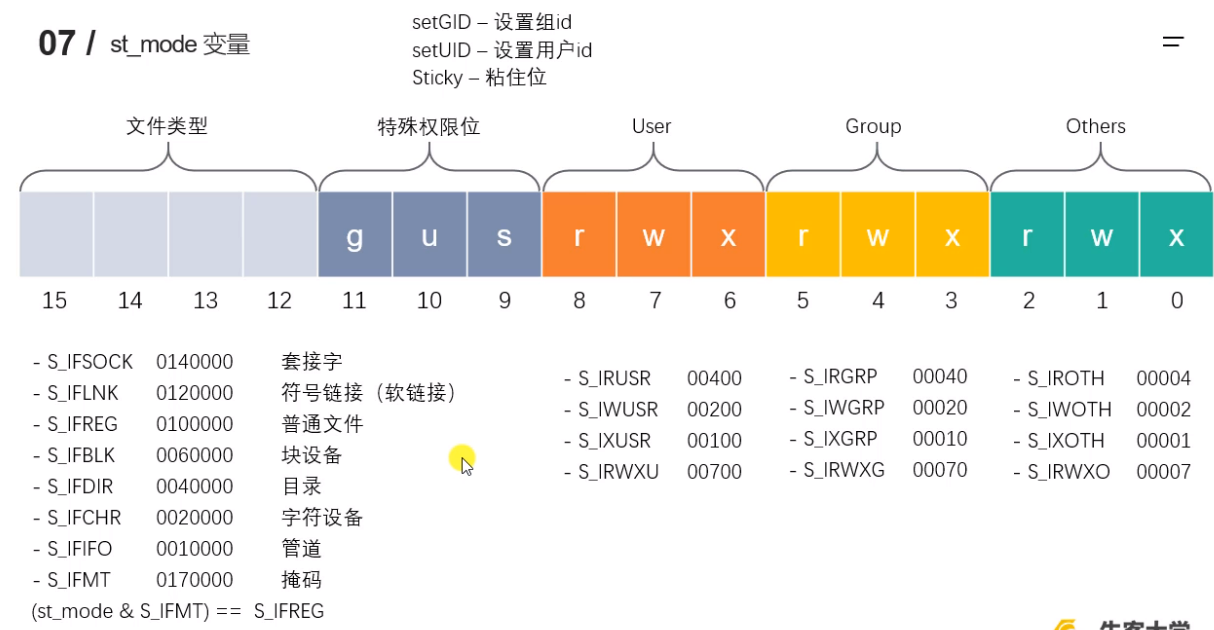 07 / st_mode 变量
setGID – 设置组id
setUID – 设置用户id
Sticky – 粘住位
文件类型 特殊权限位 User Group Others
g u s r w x r w x r w x
15 14 13 12 11 10 9 8 7 6 5 4 3 2 1 0
- S_IFSOCK 0140000 套接字
- S_IFLNK 0120000 符号链接（软链接）
- S_IFREG 0100000 普通文件
- S_IFBLK 0060000 块设备
- S_IFDIR 0040000 目录
- S_IFCHR 0020000 字符设备
- S_IFIFO 0010000 管道
- S_IFMT 0170000 掩码
(st_mode & S_IFMT) == S_IFREG
- S_IRUSR 00400
- S_IWUSR 00200
- S_IXUSR 00100
- S_IRWXU 00700
- S_IRGRP 00040
- S_IWGRP 00020
- S_IXGRP 00010
- S_IRWXG 00070
- S_IROTH 00004
- S_IWOTH 00002
- S_IXOTH 00001
- S_IRWXO 00007